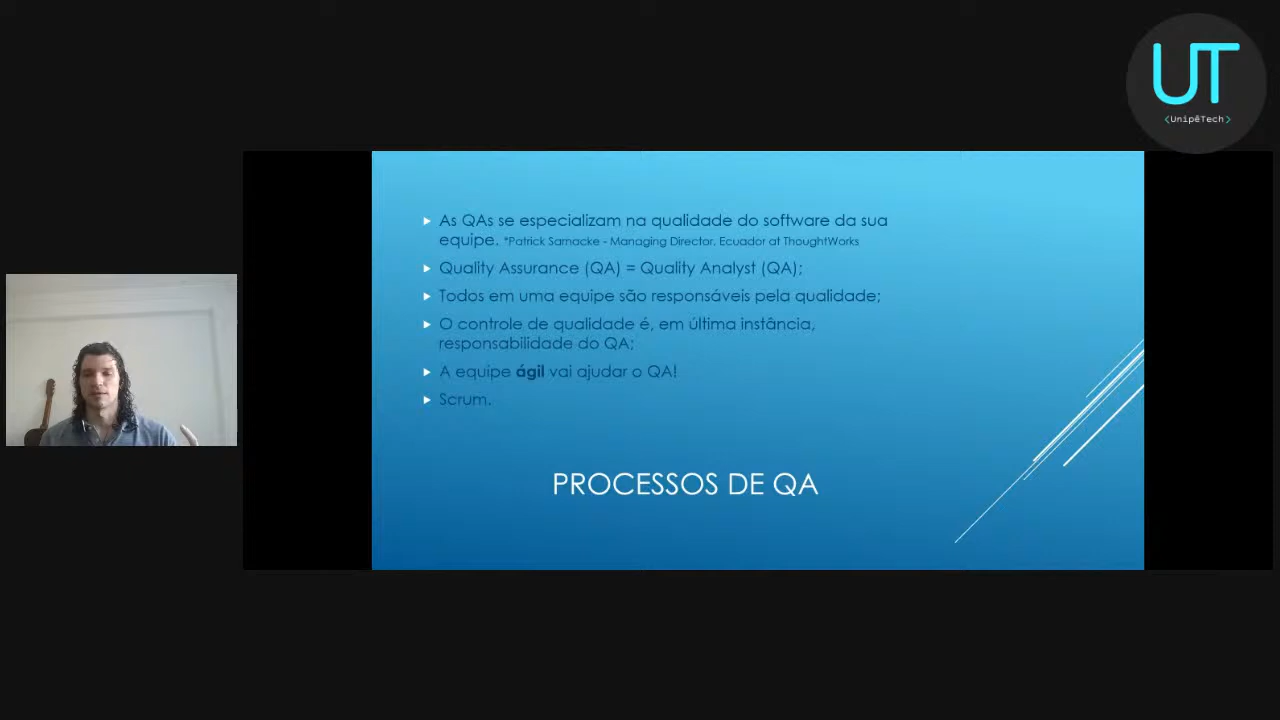 UT
<UnipêTech>
As QAs se especializam na qualidade do software da sua
equipe. *Patrick Sarnacke - Managing Director, Ecuador at ThoughtWorks
Quality Assurance (QA) = Quality Analyst (QA);
Todos em uma equipe são responsáveis pela qualidade;
O controle de qualidade é, em última instância,
responsabilidade do QA;
A equipe ágil vai ajudar o QA!
Scrum.
PROCESSOS DE QA